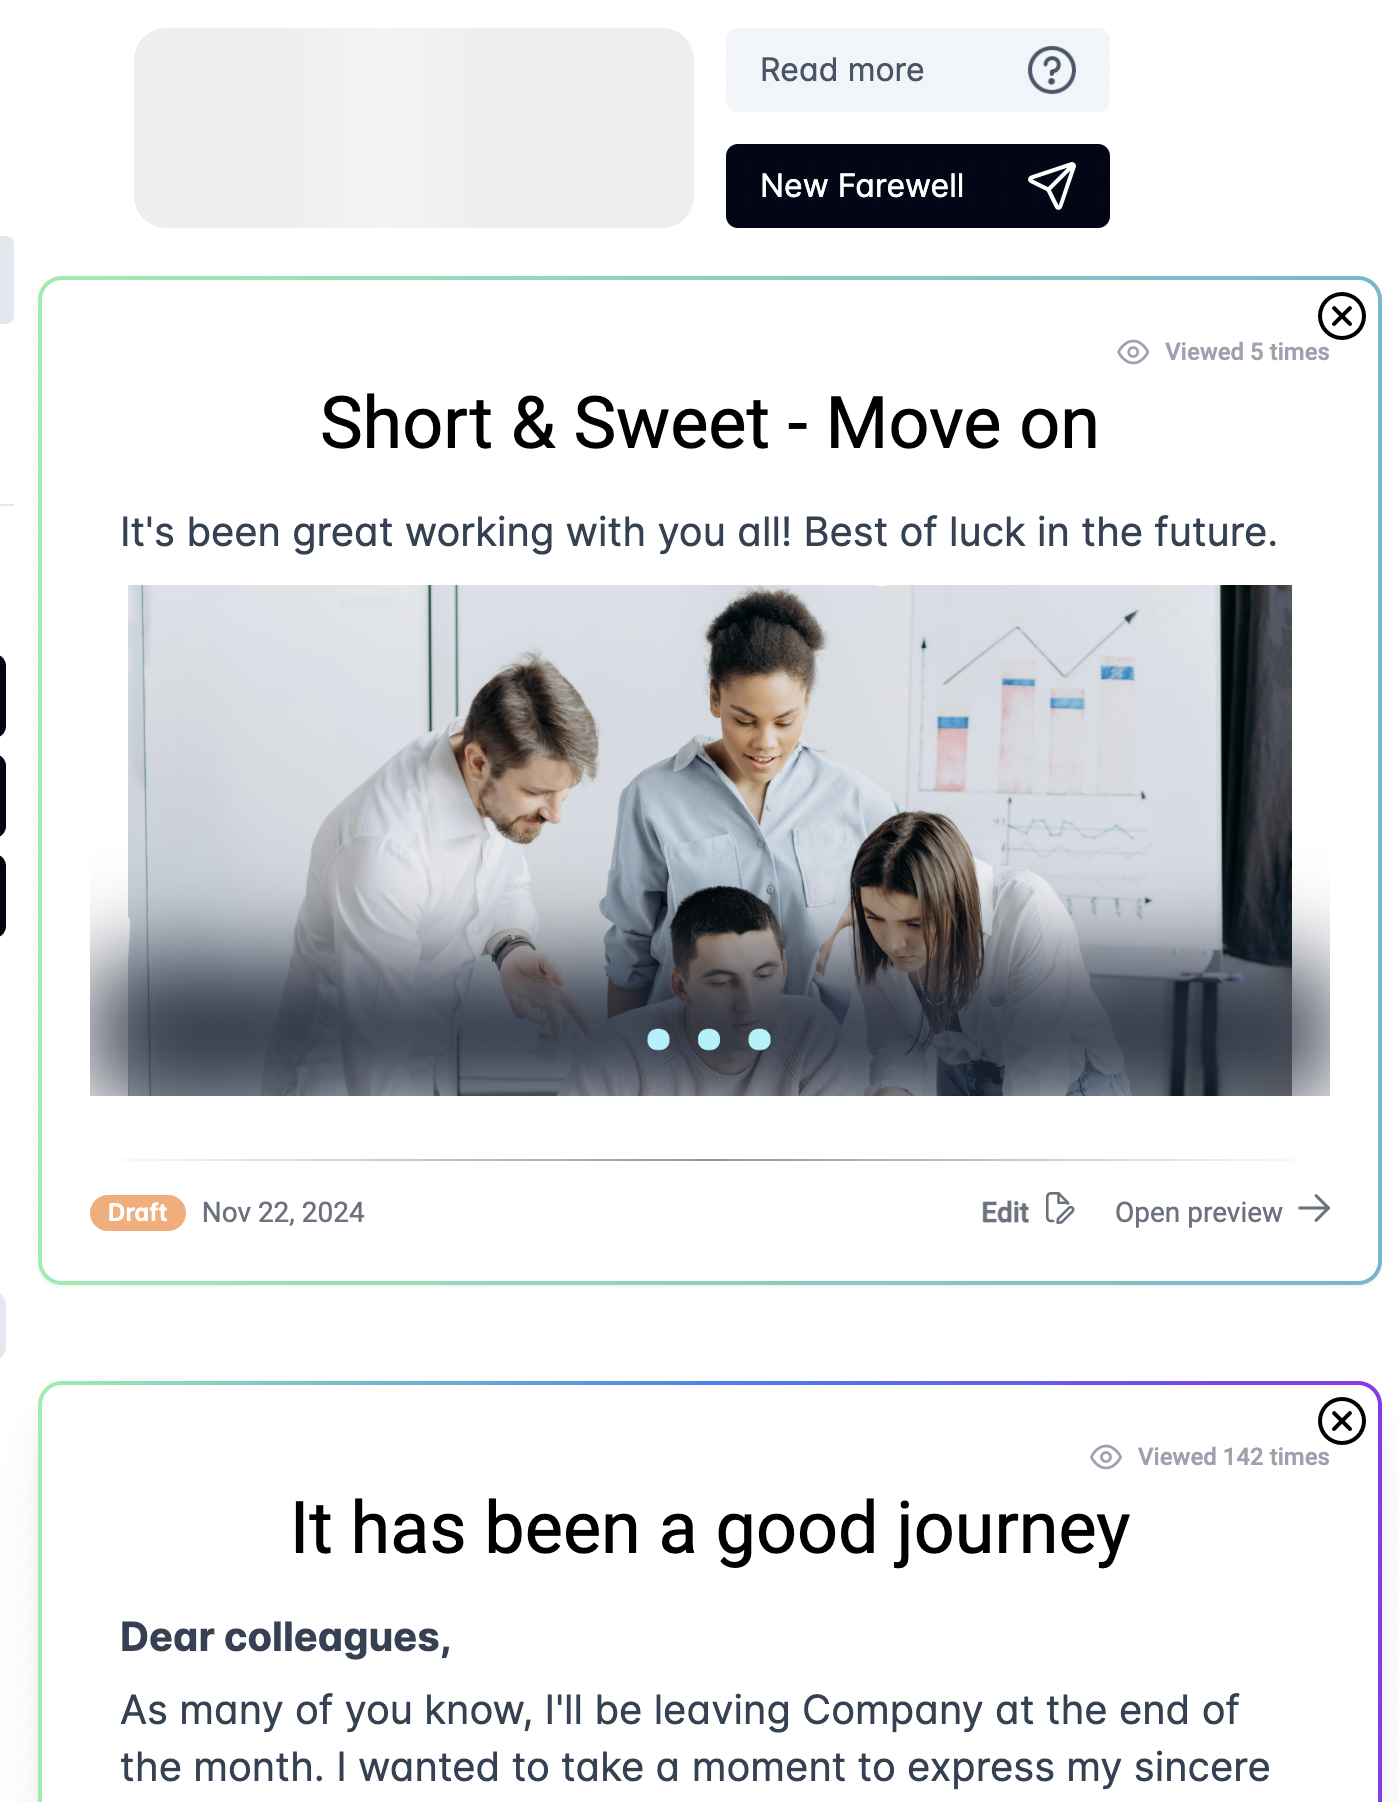 Read more
New Farewell
Viewed 5 times
Short & Sweet - Move on
It's been great working with you all! Best of luck in the future.
Draft Nov 22, 2024 Edit Open preview
Viewed 142 times
It has been a good journey
Dear colleagues,
As many of you know, I'll be leaving Company at the end of
the month. I wanted to take a moment to express my sincere